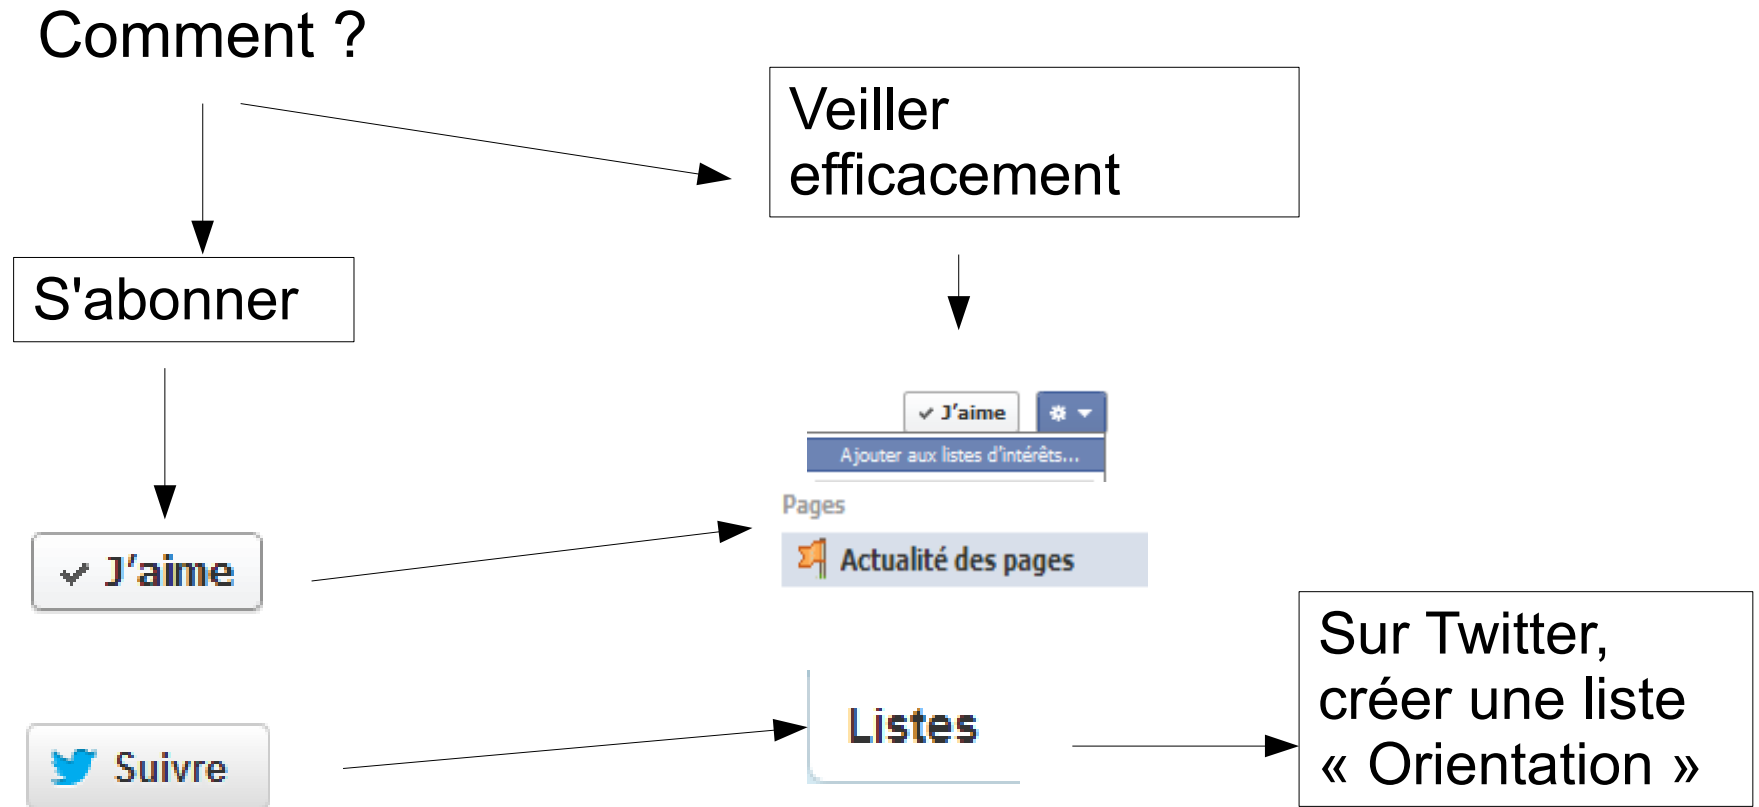 Comment ?
Veiller
efficacement
S'abonner
J'aime
Ajouter aux listes d'intérêts...
Pages
Actualité des pages
J'aime
Suivre
Listes
Sur Twitter,
créer une liste
« Orientation »